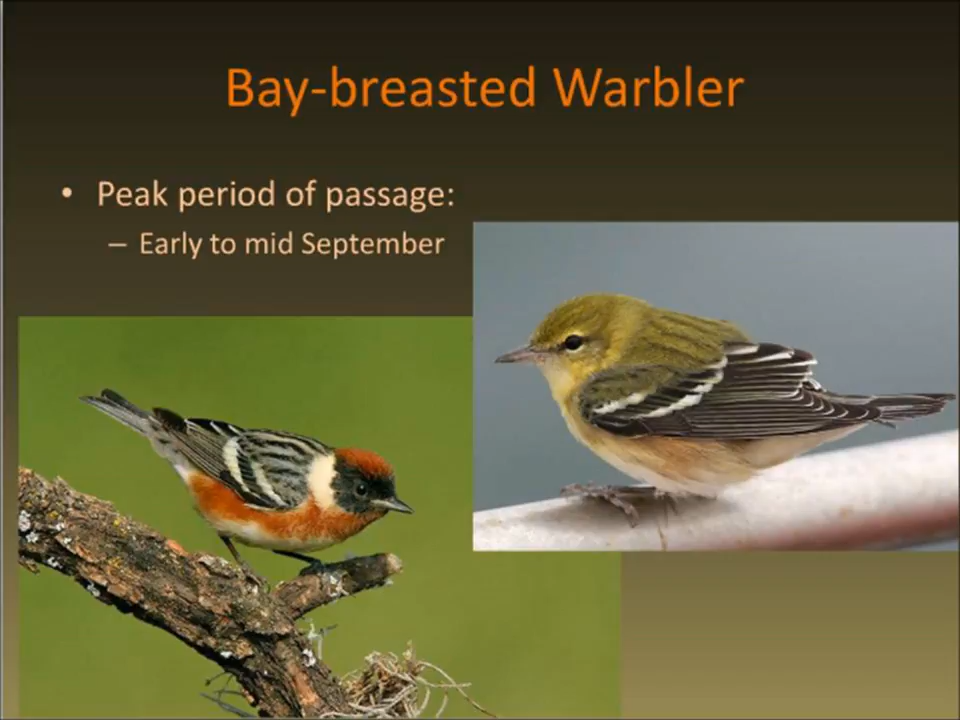 Bay-breasted Warbler
• Peak period of passage:
– Early to mid September